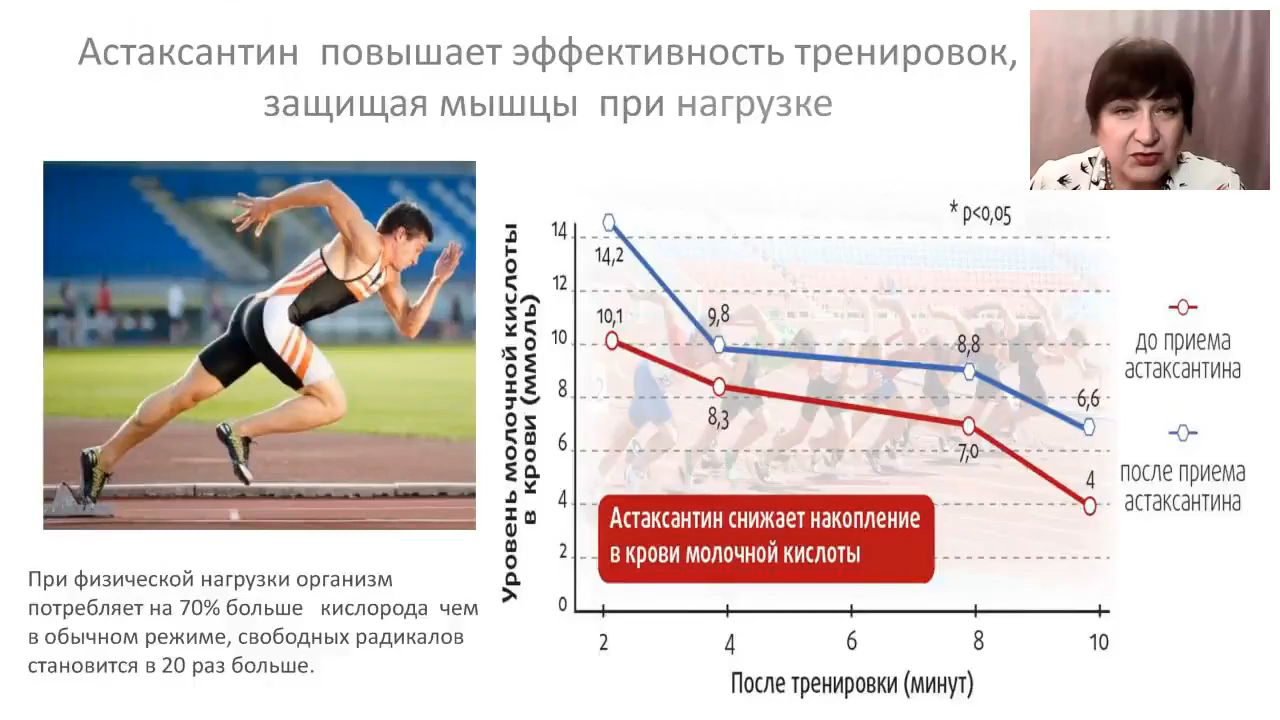 Астаксантин повышает эффективность тренировок,
защищая мышцы при нагрузке
При физической нагрузки организм
потребляет на 70% больше кислорода чем
в обычном режиме, свободных радикалов
становится в 20 раз больше.
Уровень молочной кислоты
в крови (ммоль)
* p<0,05
14
12
10
8
6
4
2
0
14,2
10,1
9,8
8,3
8,8
7,0
6,6
4
Астаксантин снижает накопление
в крови молочной кислоты
2 4 6 8 10
После тренировки (минут)
до приема
астаксантина
после приема
астаксантина